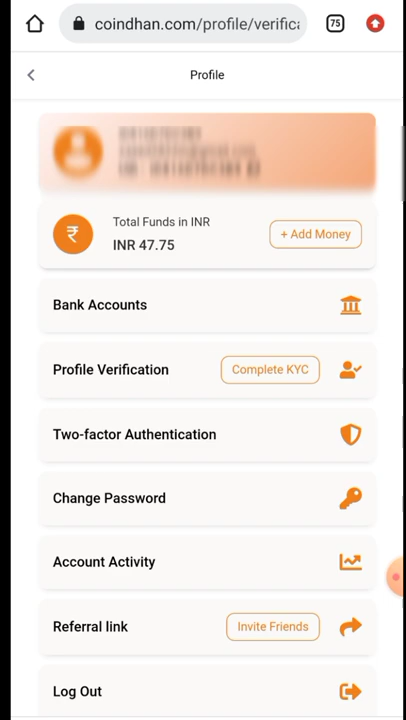 coindhan.com/profile/verifica
75
Profile
Total Funds in INR
INR 47.75
+ Add Money
₹
Bank Accounts
Profile Verification
Complete KYC
Two-factor Authentication
Change Password
Account Activity
Referral link
Invite Friends
Log Out